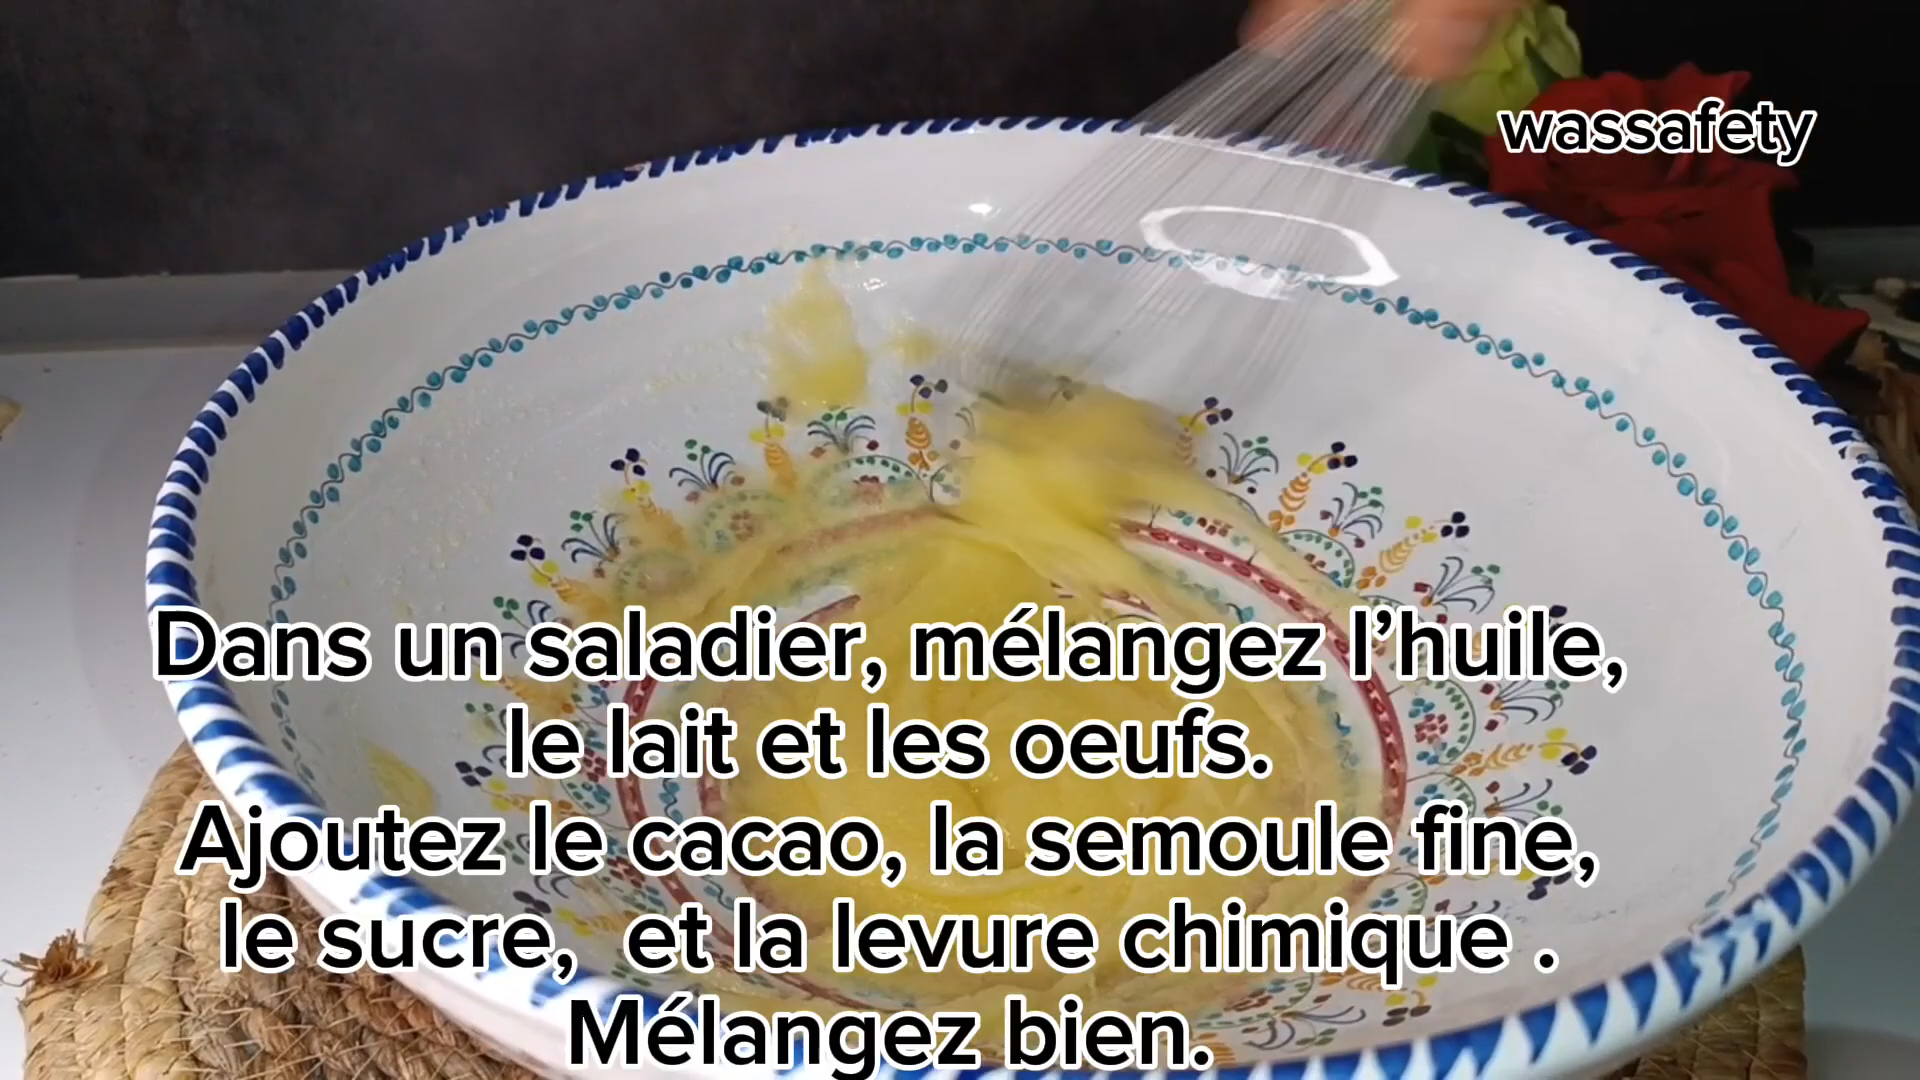 wassafety
Dans un saladier, mélangez l’huile,
le lait et les oeufs.
Ajoutez le cacao, la semoule fine,
le sucre,  et la levure chimique .
Mélangez bien.